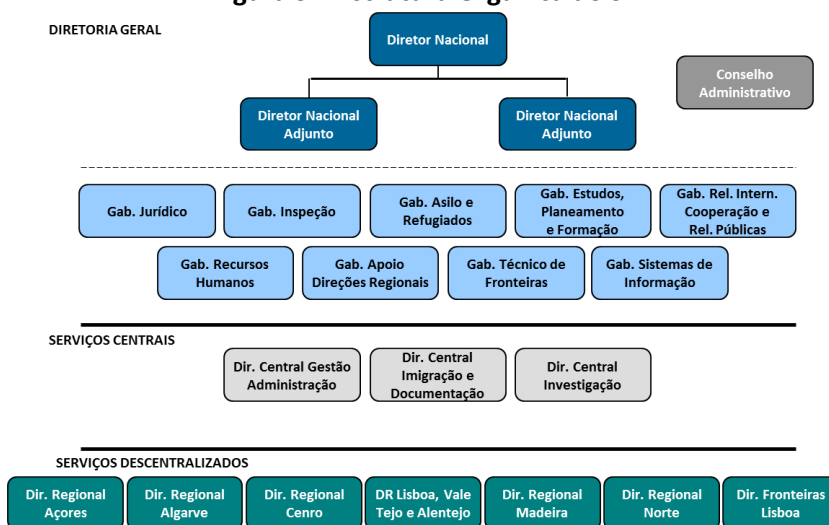 DIRETORIA GERAL
Diretor Nacional
Conselho
Administrativo
Diretor Nacional
Adjunto
Diretor Nacional
Adjunto
Gab. Jurídico
Gab. Inspeção
Gab. Asilo e
Refugiados
Gab. Estudos,
Planeamento
e Formação
Gab. Rel. Intern.
Cooperação e
Rel. Públicas
Gab. Recursos
Humanos
Gab. Apoio
Direções Regionais
Gab. Técnico de
Fronteiras
Gab. Sistemas de
Informação
SERVIÇOS CENTRAIS
Dir. Central Gestão
Administração
Dir. Central
Imigração e
Documentação
Dir. Central
Investigação
SERVIÇOS DESCENTRALIZADOS
Dir. Regional
Açores
Dir. Regional
Algarve
Dir. Regional
Cenro
DR Lisboa, Vale
Tejo e Alentejo
Dir. Regional
Madeira
Dir. Regional
Norte
Dir. Fronteiras
Lisboa